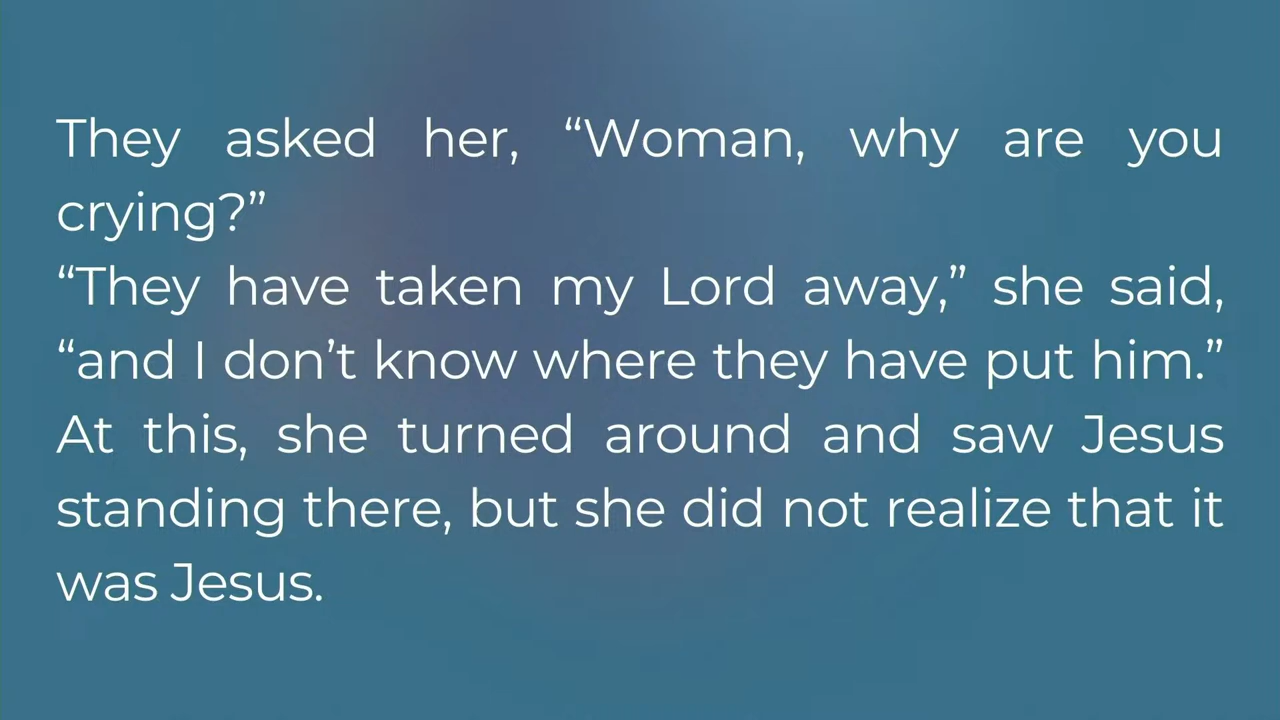 They asked her, “Woman, why are you
crying?”
“They have taken my Lord away,” she said,
“and I don’t know where they have put him.”
At this, she turned around and saw Jesus
standing there, but she did not realize that it
was Jesus.